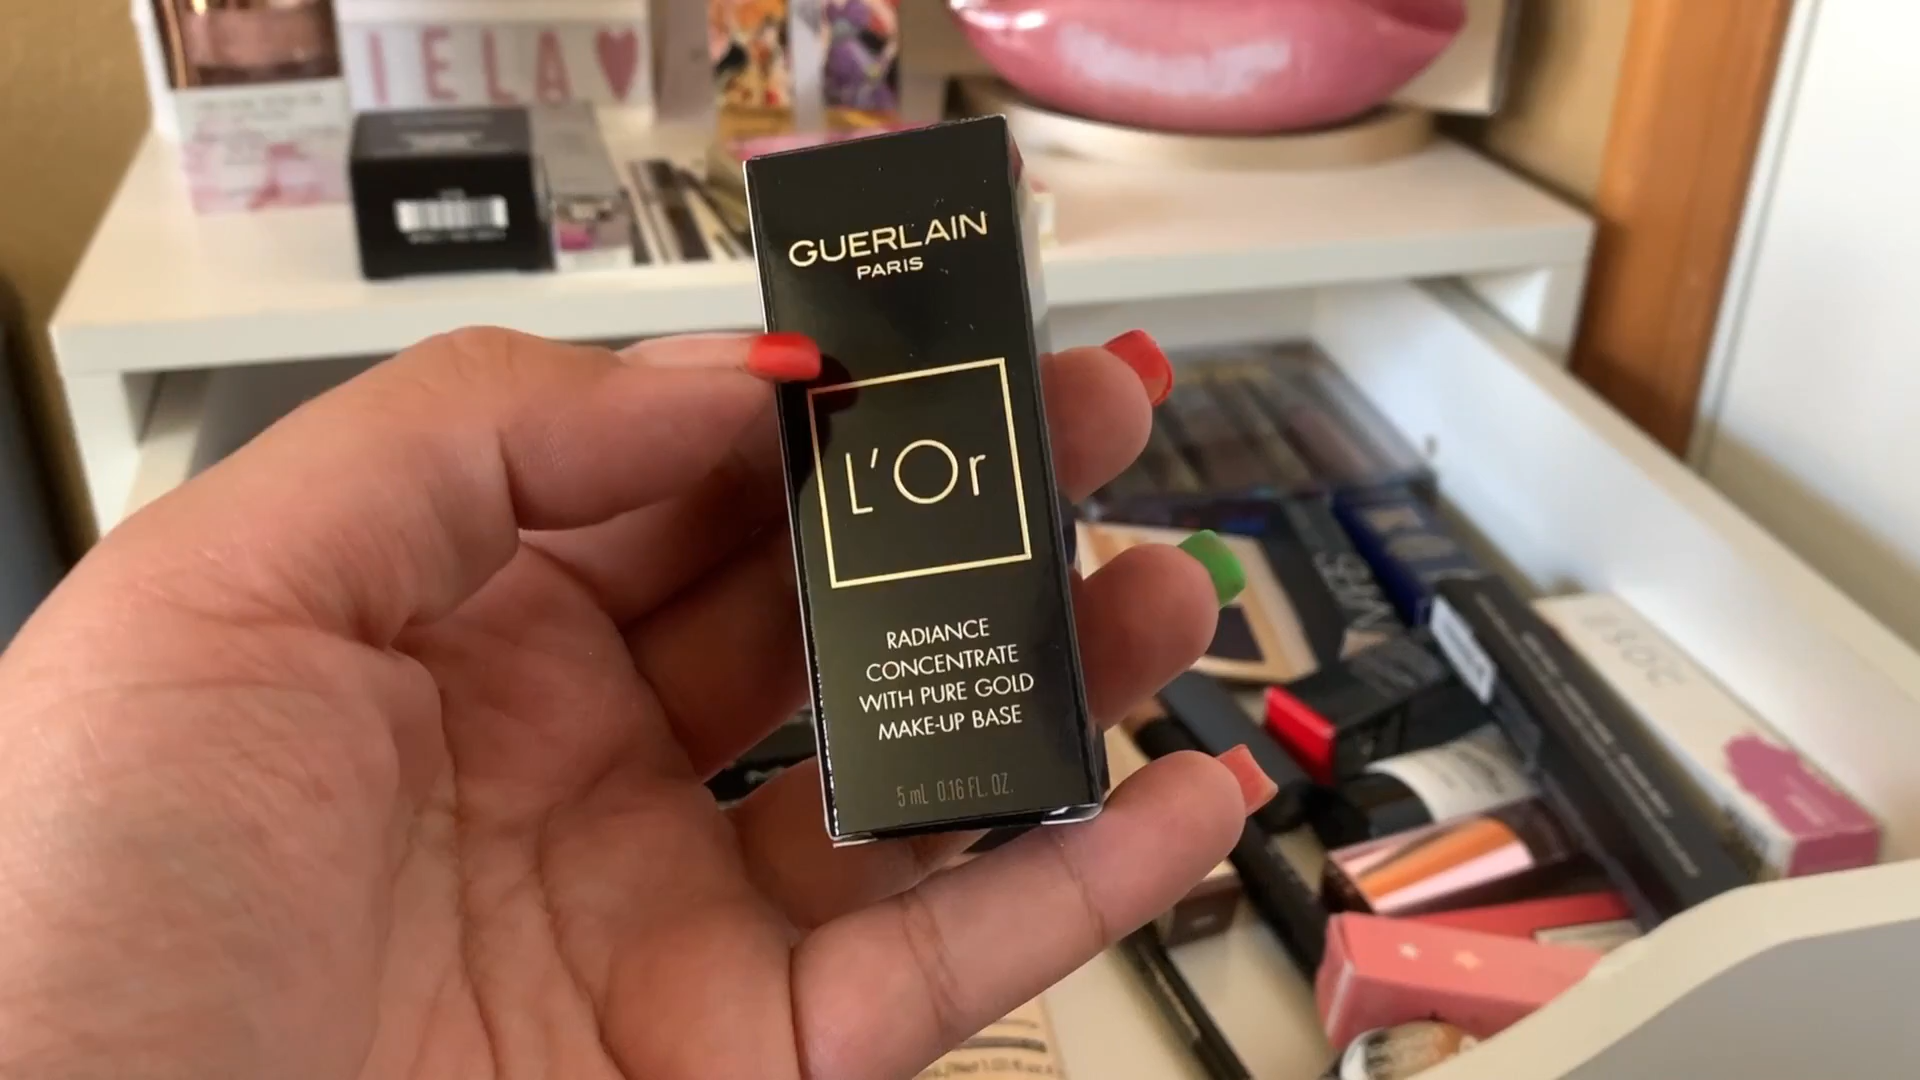 IELA
GUERLAIN
PARIS
L'Or
RADIANCE
CONCENTRATE
WITH PURE GOLD
MAKE-UP BASE
5 mL 0.16 FL. OZ.